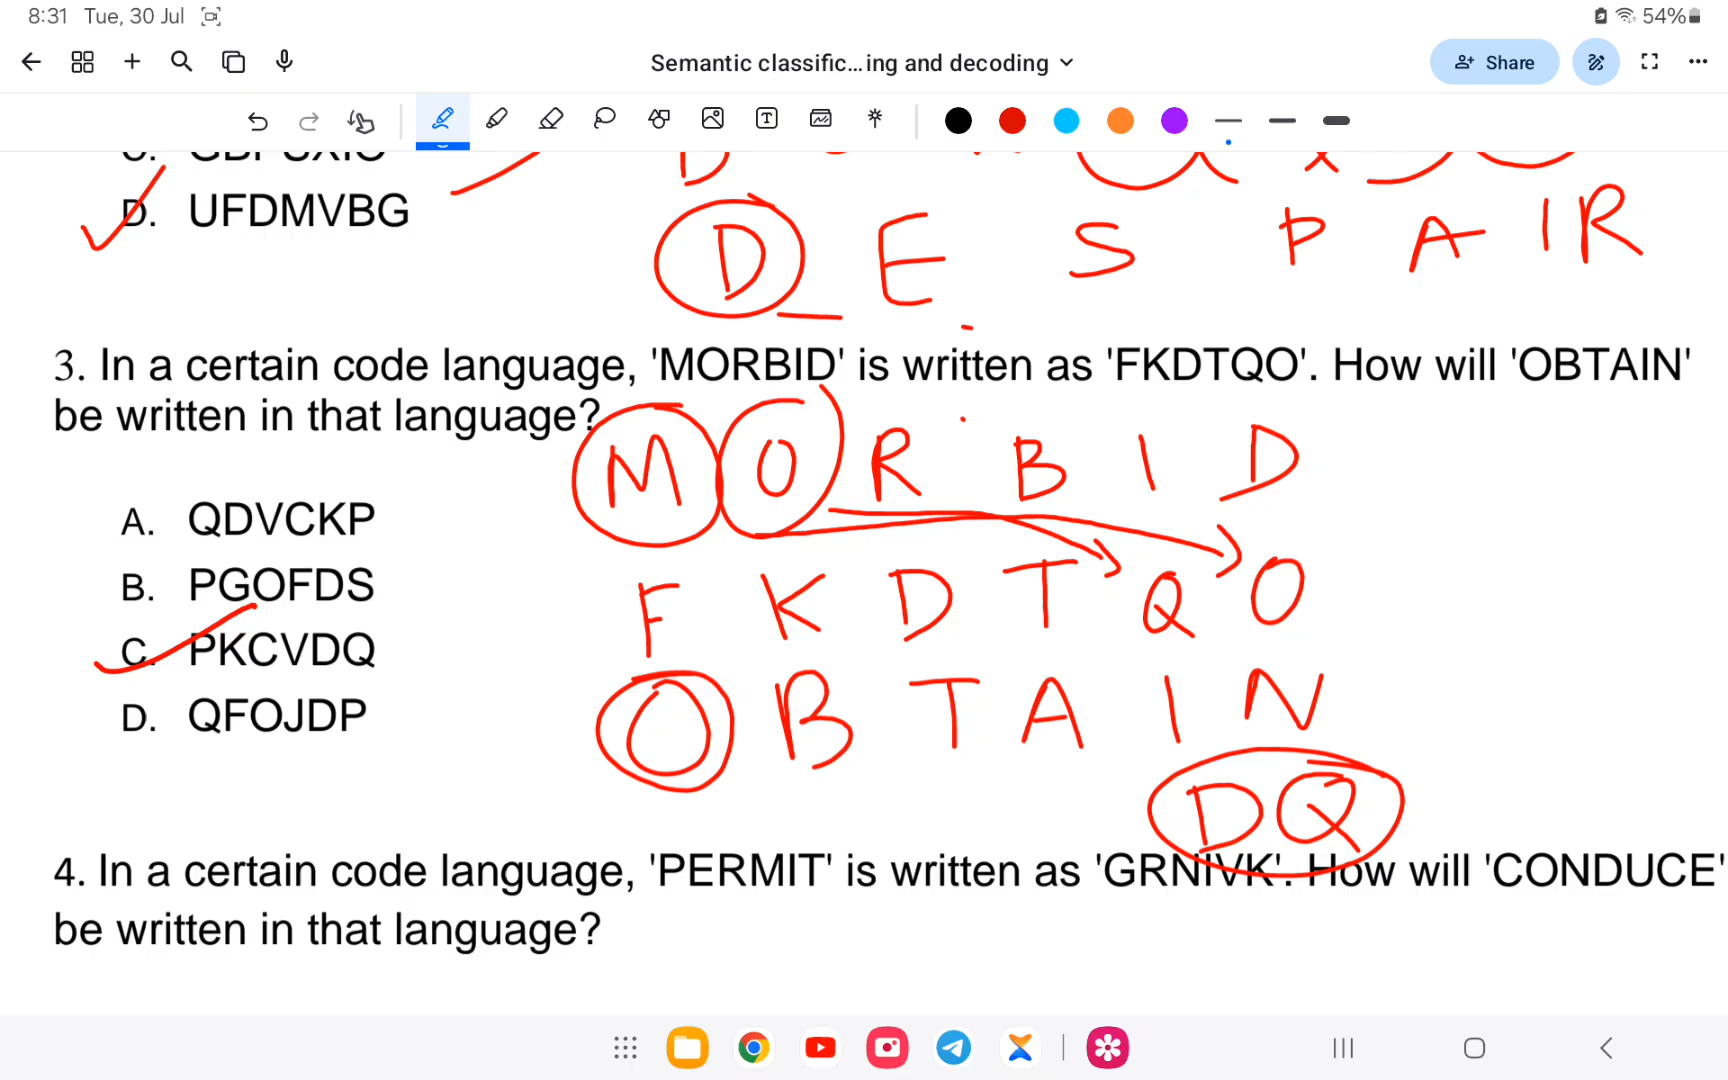 8:31 Tue, 30 Jul 54%
Semantic classific...ing and decoding
Share
D. UFDMVBG
D E S P A I R
3. In a certain code language, 'MORBID' is written as 'FKDTQO'. How will 'OBTAIN'
be written in that language?
M O R B I D
A. QDVCKP
B. PGOFDS
F K D T Q O
C. PKCVDQ
D. QFOJDP
O B T A I N
D Q
4. In a certain code language, 'PERMIT' is written as 'GRNIVK'. How will 'CONDUCE'
be written in that language?